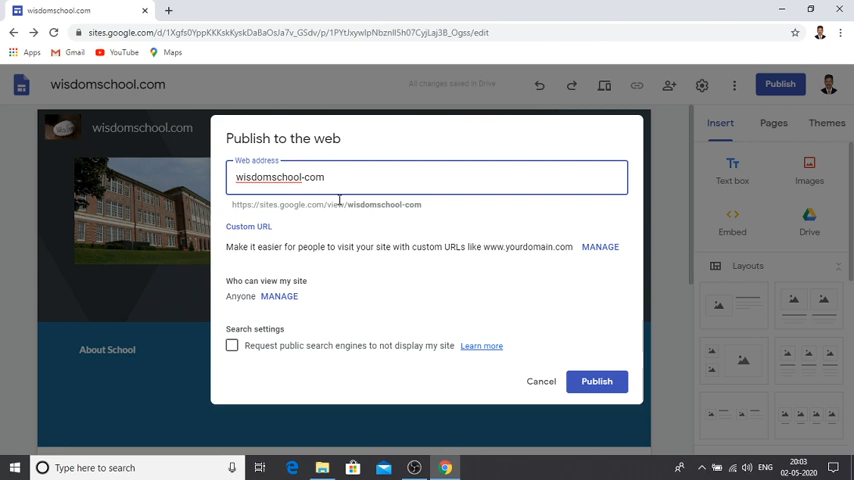 wisdomschool.com
sites.google.com/d/1Xgfs0YppKKKskKyskDaBaOsJa7v_GSdv/p/1PYtJxywlpNbznll5h07CyjLaj3B_Ogss/edit
Apps Gmail YouTube Maps
wisdomschool.com All changes saved in Drive Publish
Insert Pages Themes
wisdomschool.com
Publish to the web
Web address
wisdomschool-com
https://sites.google.com/view/wisdomschool-com
Custom URL
Make it easier for people to visit your site with custom URLs like www.yourdomain.com MANAGE
Who can view my site
Anyone MANAGE
Search settings
Request public search engines to not display my site Learn more
Cancel Publish
Text box Images
Embed Drive
Layouts
About School
Type here to search
ENG
20:03
02-05-2020